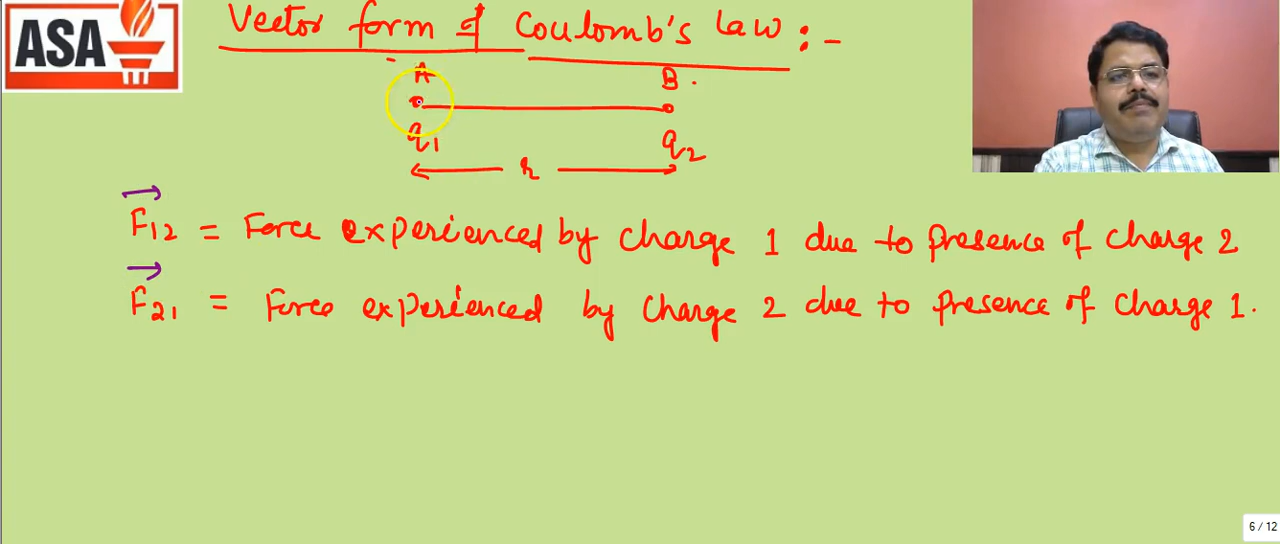 ASA
Vector form of Coulomb's law :-
A B
q1 q2
r
F12 = Force experienced by charge 1 due to presence of charge 2
F21 = Force experienced by charge 2 due to presence of charge 1.
6 / 12